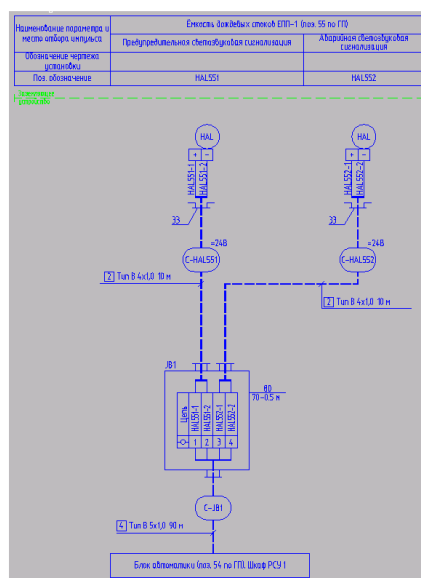 Наименование параметра и
место отбора импульса
Ёмкость дождевых стоков ЕПП-1 (поз. 55 по ГП)
Предупредительная светозвуковая сигнализация
Аварийная светозвуковая
сигнализация
Обозначение чертежа
установки
Поз. обозначение
HAL551
HAL552
HAL
HAL
+ -
+ -
HAL551-1
HAL551-2
HAL552-1
HAL552-2
33
33
=24В
=24В
C-HAL551
C-HAL552
2 Тип В 4х1,0 10 м
2 Тип В 4х1,0 10 м
JB1
70-0.5 м
Цепь
HAL551-1
HAL551-2
HAL552-1
HAL552-2
1 2 3 4
C-JB1
4 Тип В 5х1,0 90 м
Блок автоматики (поз. 54 по ГП). Шкаф РСУ 1